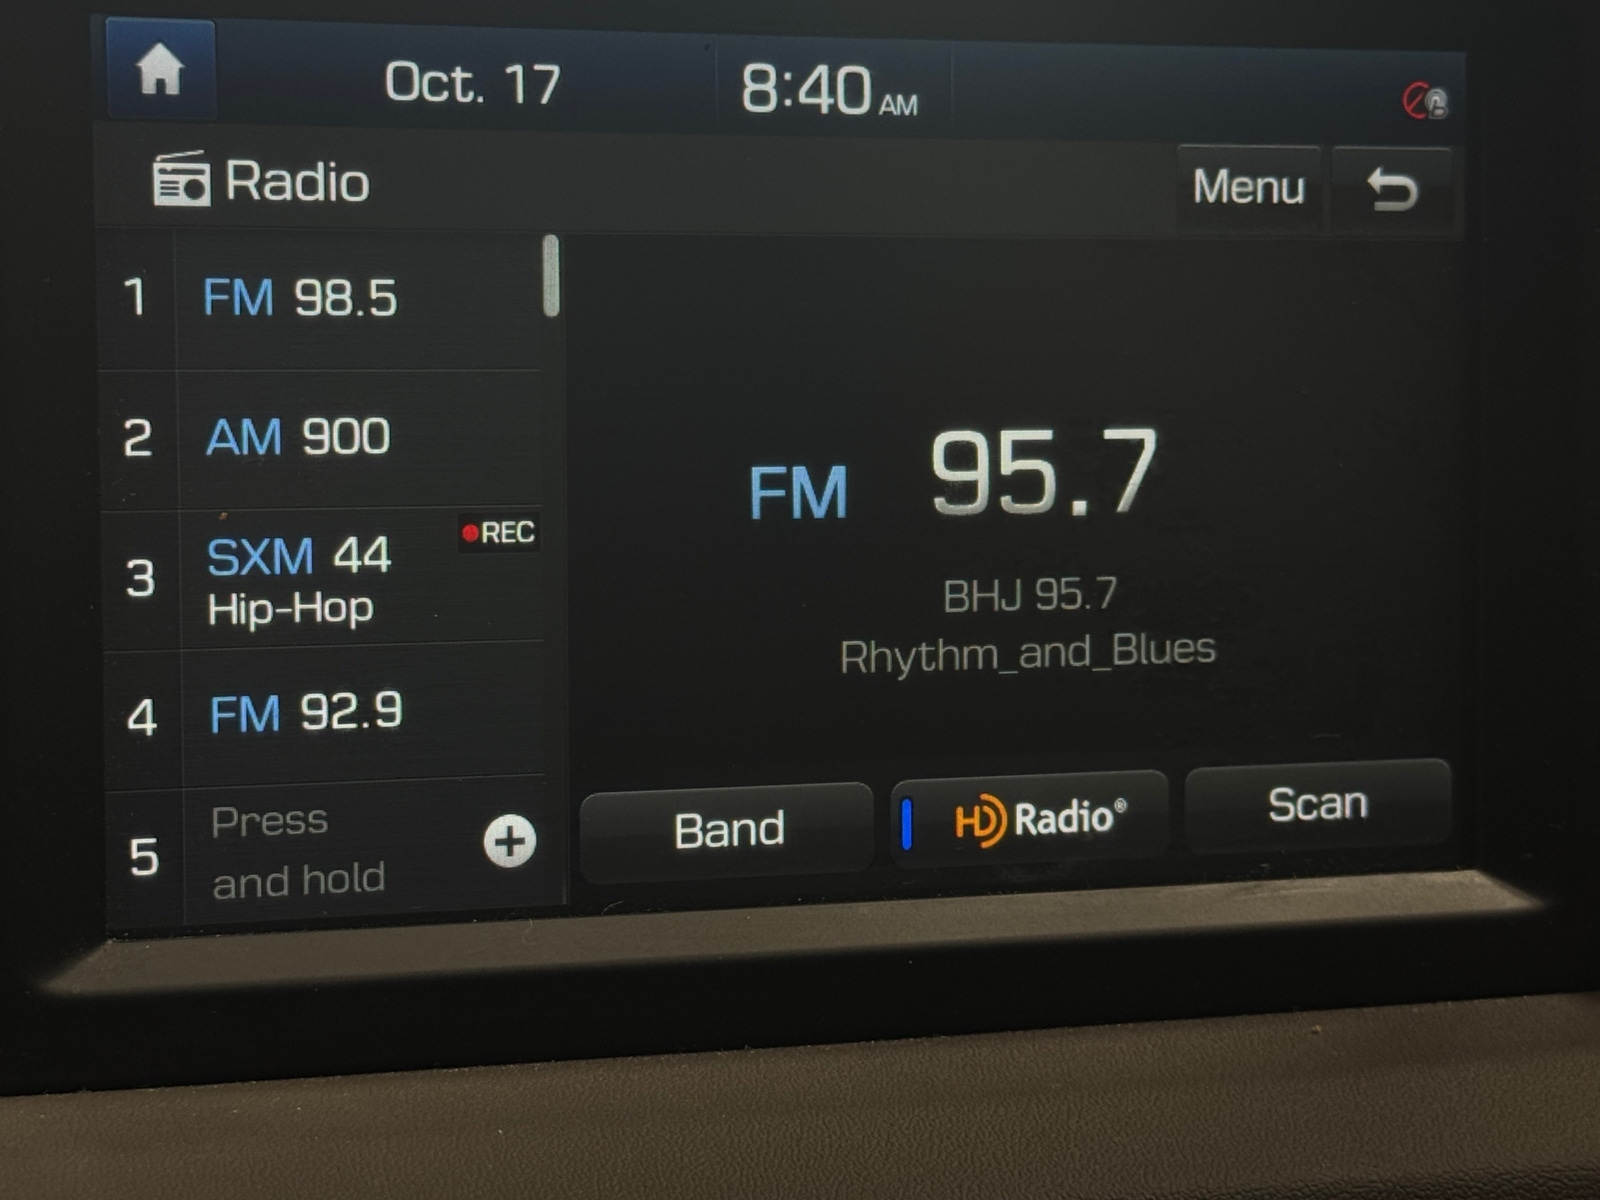 Oct. 17
8:40 AM
Radio
Menu
1 FM 98.5
2 AM 900
3 SXM 44 REC
Hip-Hop
4 FM 92.9
5 Press
and hold
FM 95.7
BHJ 95.7
Rhythm_and_Blues
Band
HD Radio®
Scan